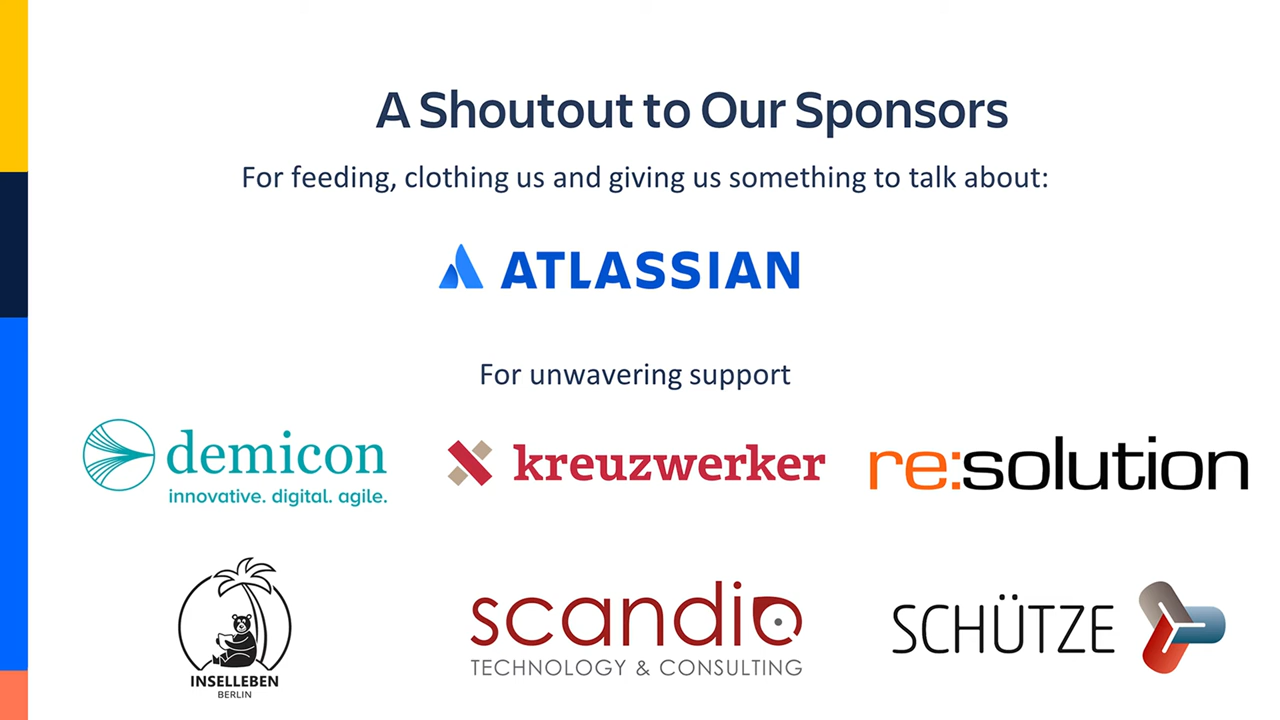 A Shoutout to Our Sponsors
For feeding, clothing us and giving us something to talk about:
ATLASSIAN
For unwavering support
demicon
innovative. digital. agile.
kreuzwerker
re:solution
INSELLEBEN
BERLIN
scandio
TECHNOLOGY & CONSULTING
SCHÜTZE